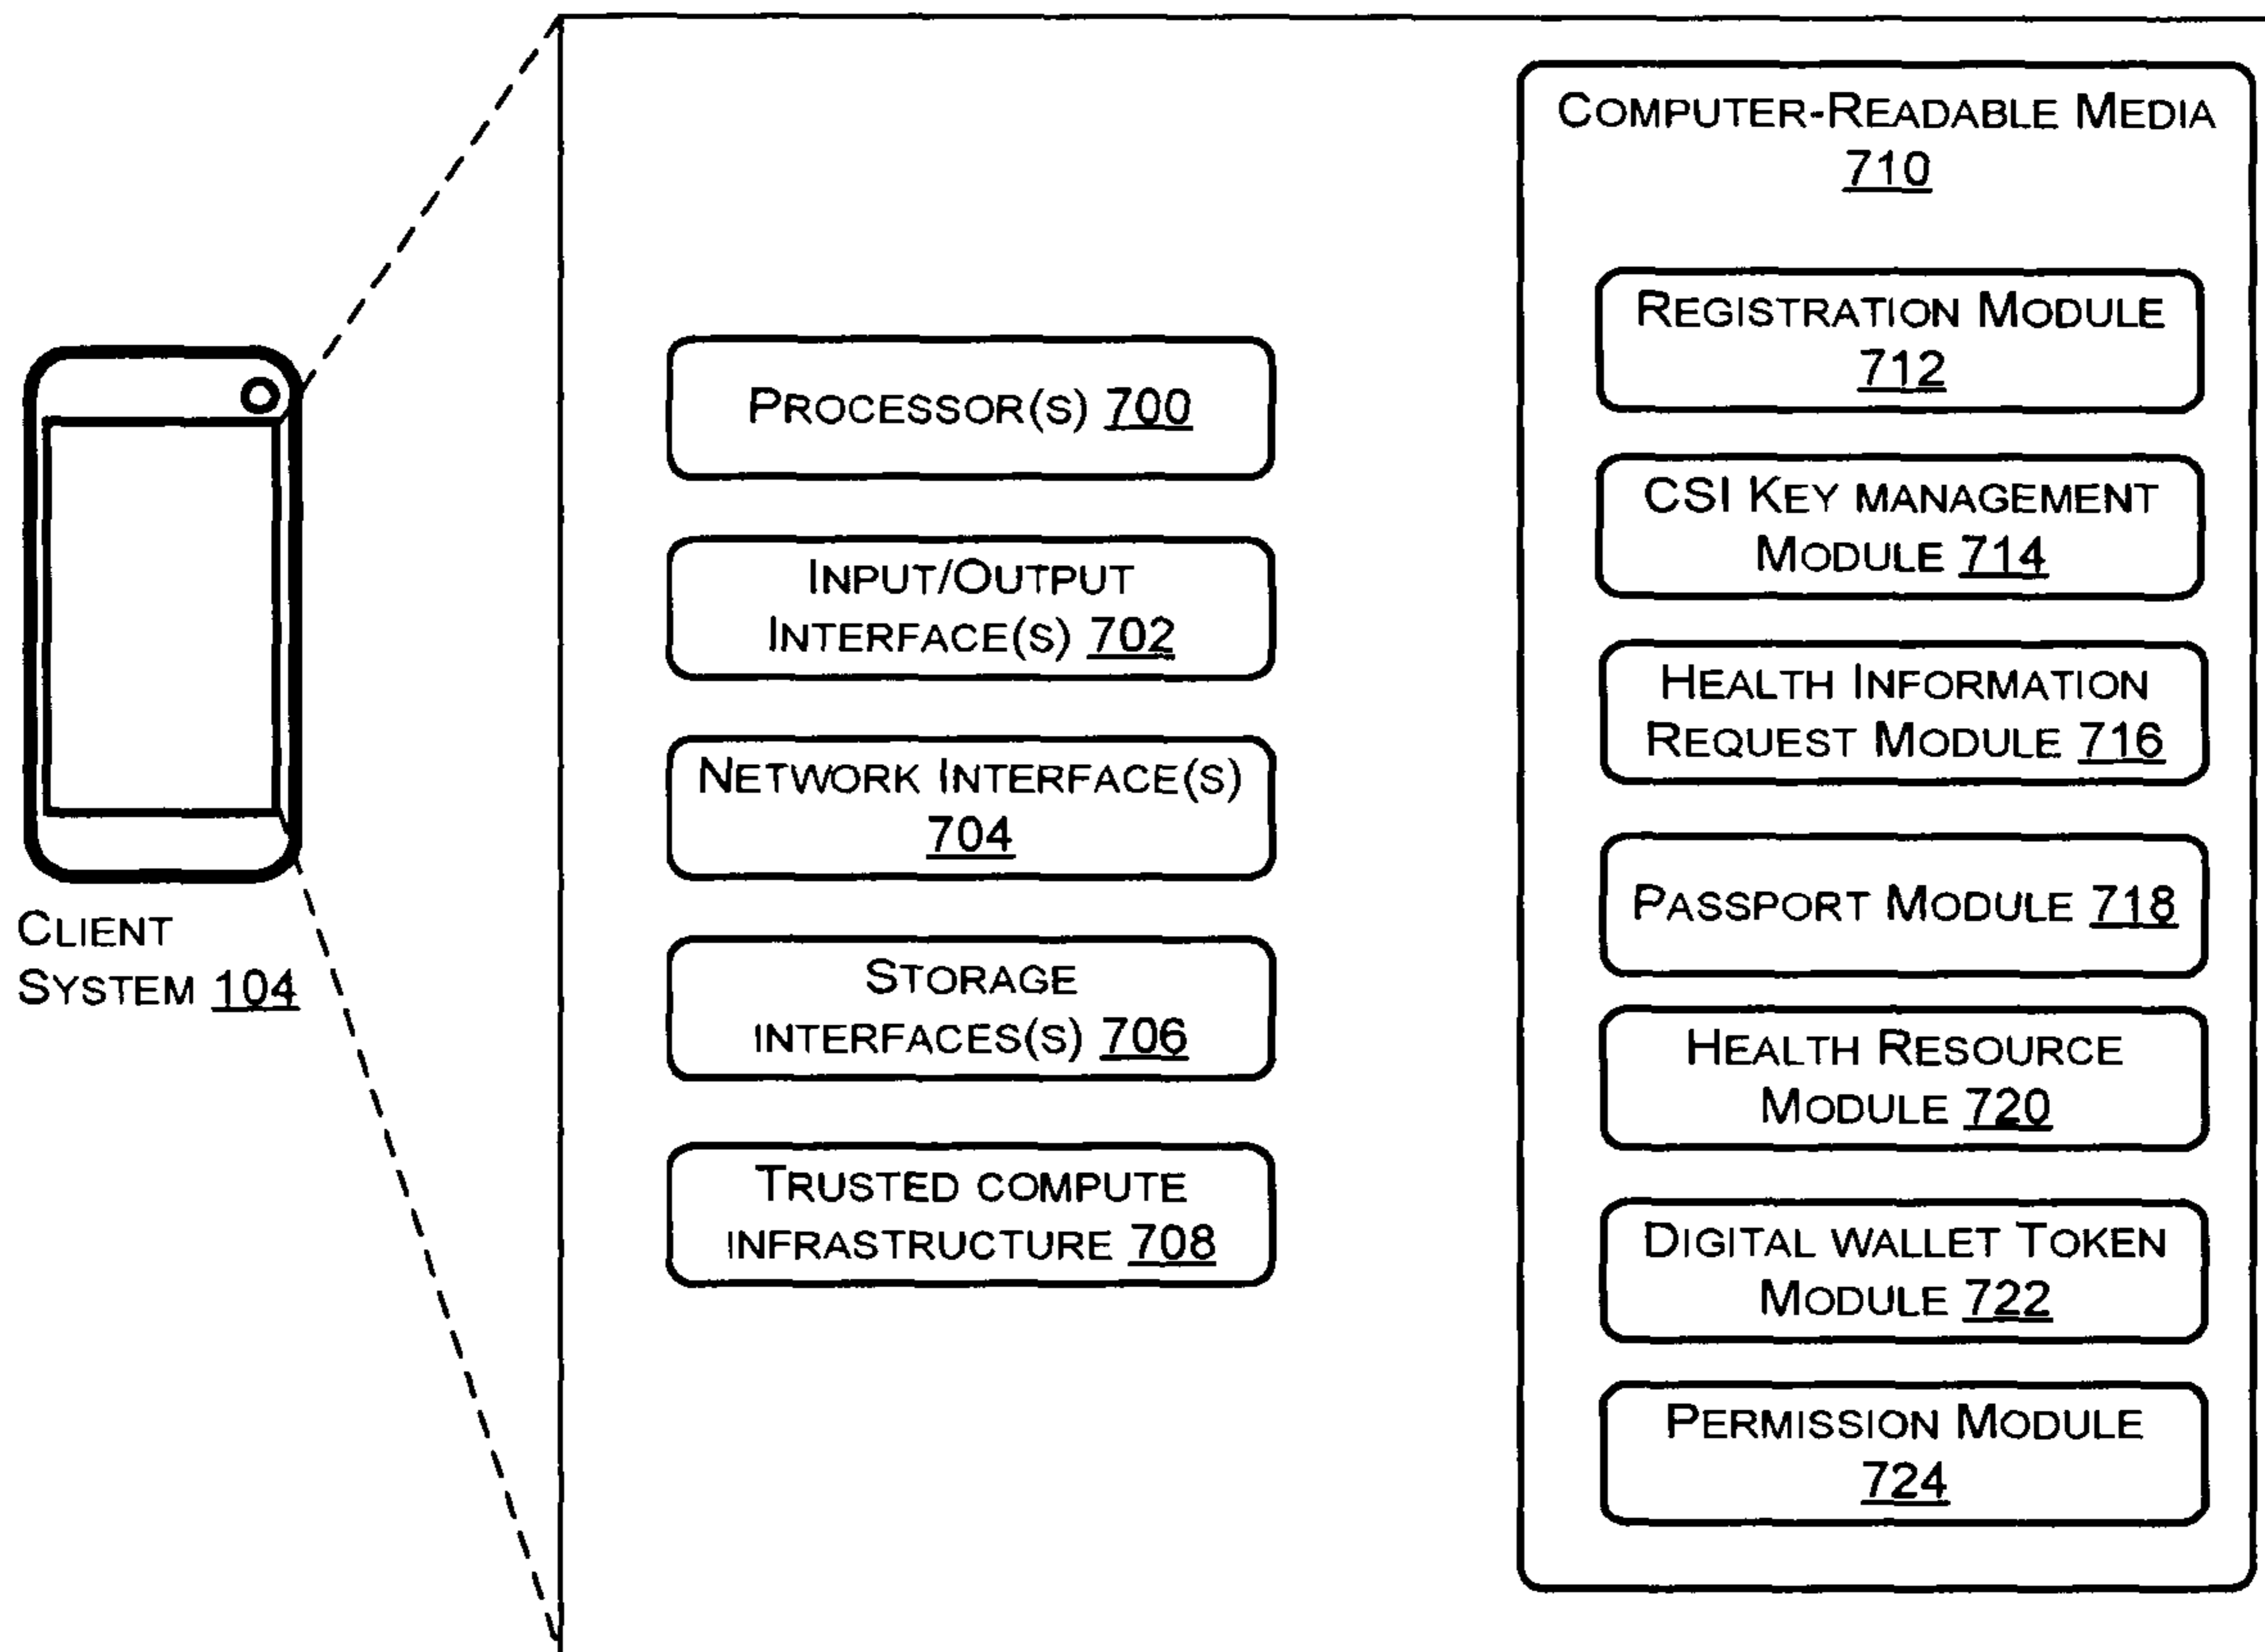 CLIENT
SYSTEM 104
PROCESSOR(S) 700
INPUT/OUTPUT
INTERFACE(S) 702
NETWORK INTERFACE(S)
704
STORAGE
INTERFACES(S) 706
TRUSTED COMPUTE
INFRASTRUCTURE 708
COMPUTER-READABLE MEDIA
710
REGISTRATION MODULE
712
CSI KEY MANAGEMENT
MODULE 714
HEALTH INFORMATION
REQUEST MODULE 716
PASSPORT MODULE 718
HEALTH RESOURCE
MODULE 720
DIGITAL WALLET TOKEN
MODULE 722
PERMISSION MODULE
724